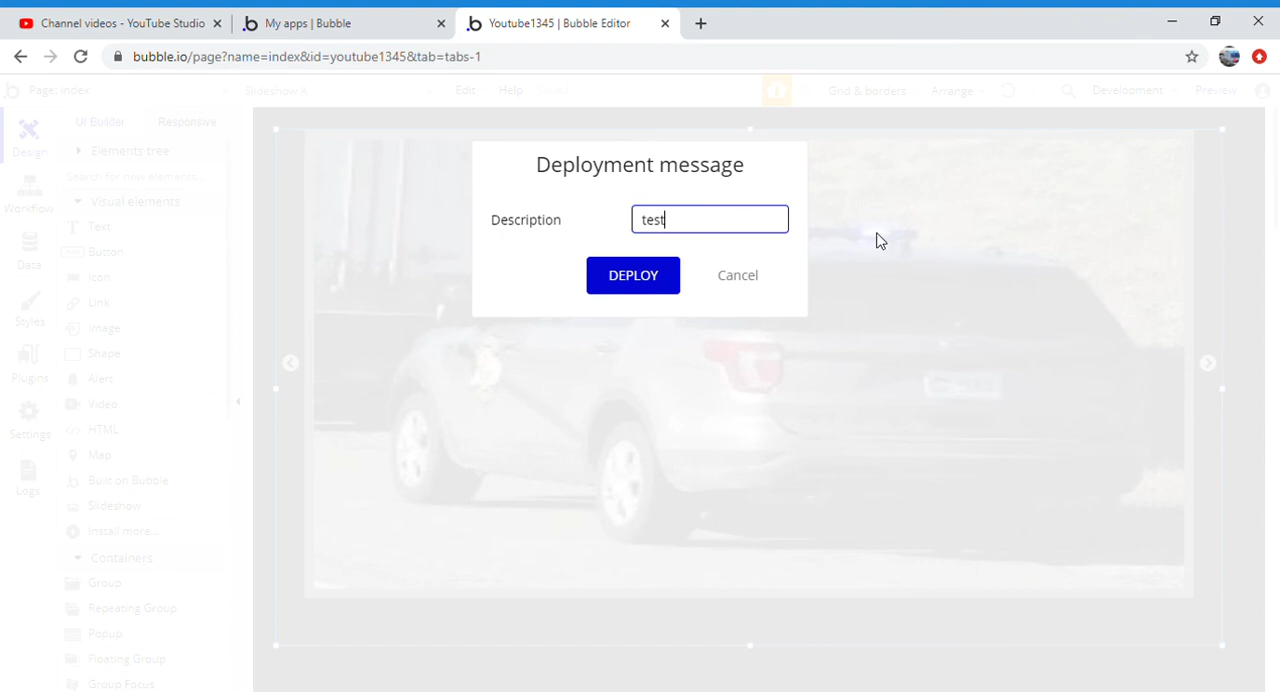 Channel videos - YouTube Studio
My apps | Bubble
Youtube1345 | Bubble Editor
bubble.io/page?name=index&id=youtube1345&tab=tabs-1
Page: index
Slideshow A
Edit
Help
Saved
Grid & borders
Arrange
Development
Preview
Design
Workflow
Data
Styles
Plugins
Settings
Logs
UI Builder
Responsive
Elements tree
Search for new elements...
Visual elements
Text
Button
Icon
Link
Image
Shape
Alert
Video
HTML
Map
Built on Bubble
Slideshow
Install more...
Containers
Group
Repeating Group
Popup
Floating Group
Group Focus
Deployment message
Description
test
DEPLOY
Cancel